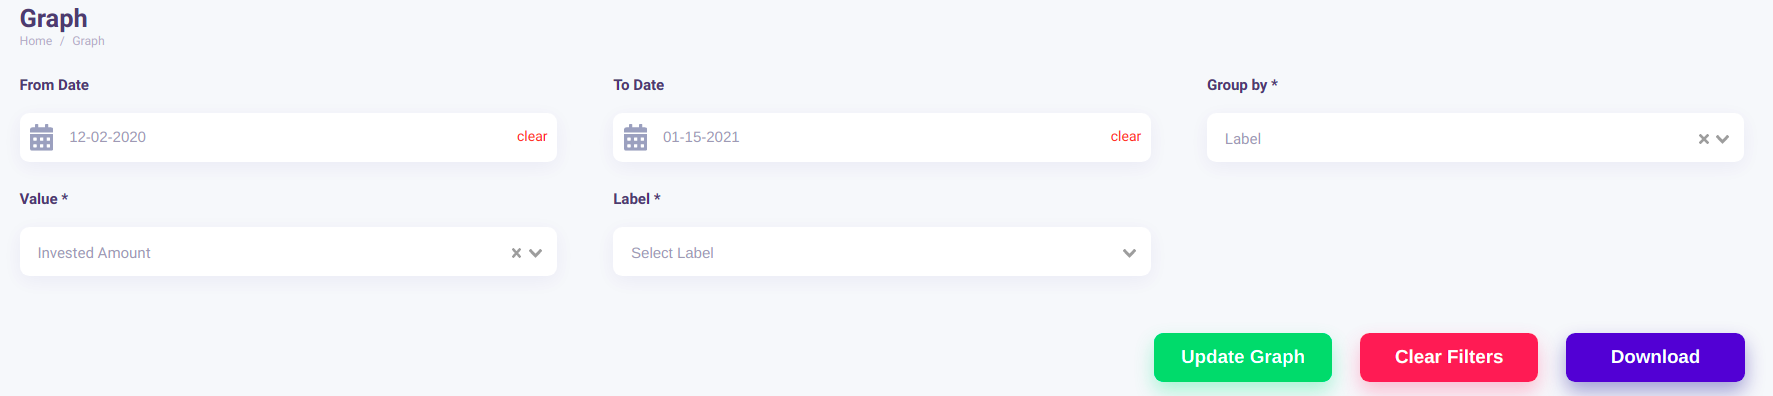 Graph
Home / Graph
From Date
To Date
Group by *
12-02-2020 clear
01-15-2021 clear
Label
Value *
Label *
Invested Amount
Select Label
Update Graph
Clear Filters
Download